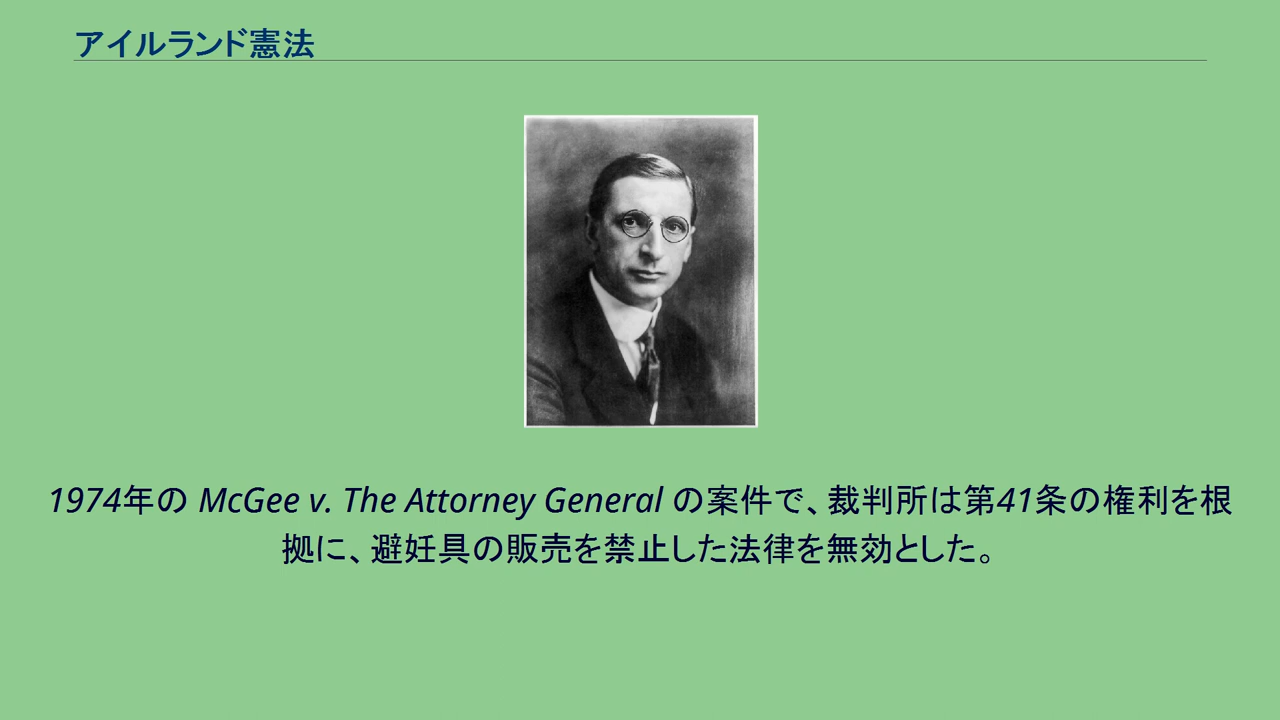 アイルランド憲法
1974年の McGee v. The Attorney General の案件で、裁判所は第41条の権利を根
拠に、避妊具の販売を禁止した法律を無効とした。